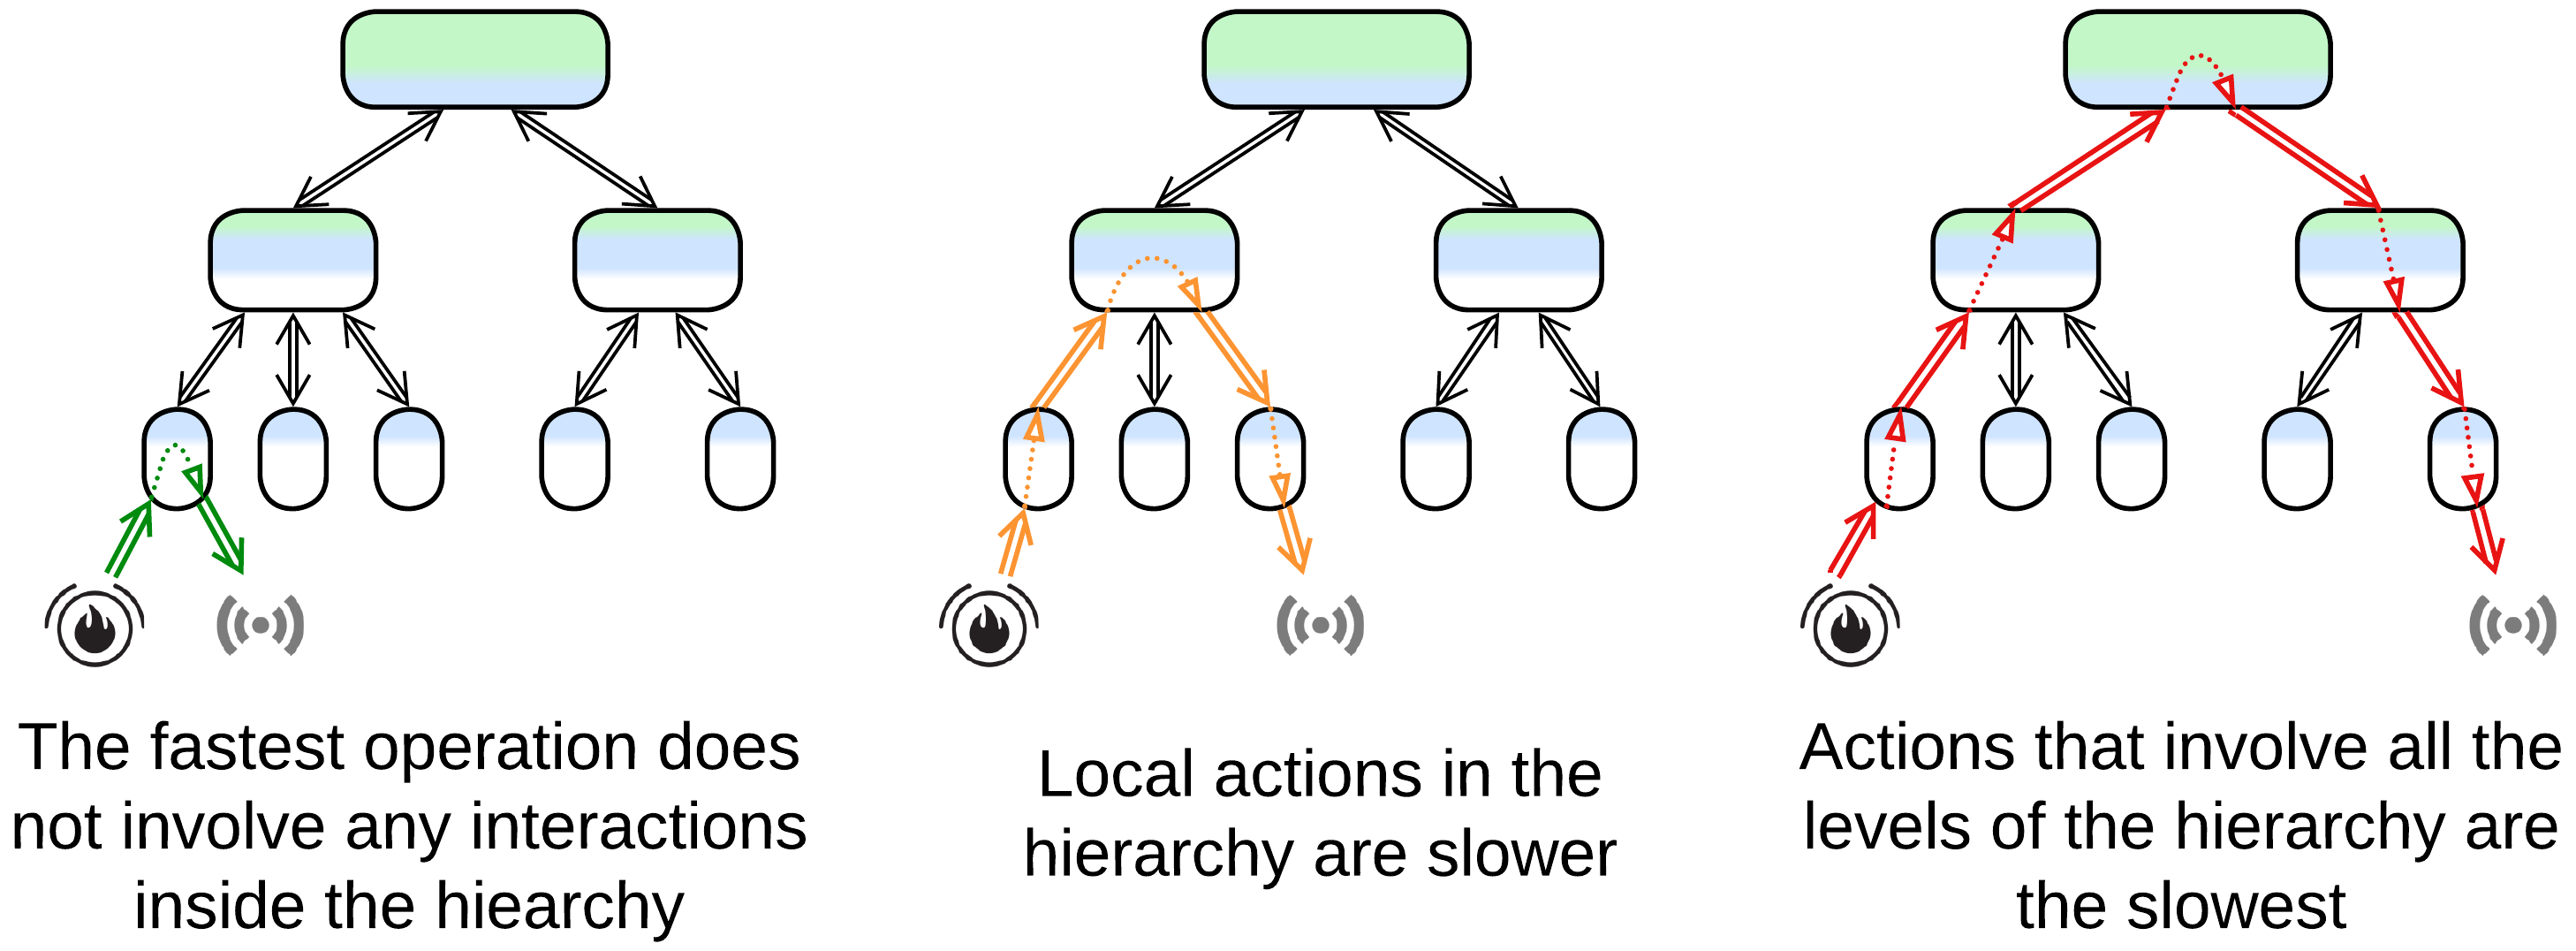 The fastest operation does
not involve any interactions
inside the hiearchy
Local actions in the
hierarchy are slower
Actions that involve all the
levels of the hierarchy are
the slowest